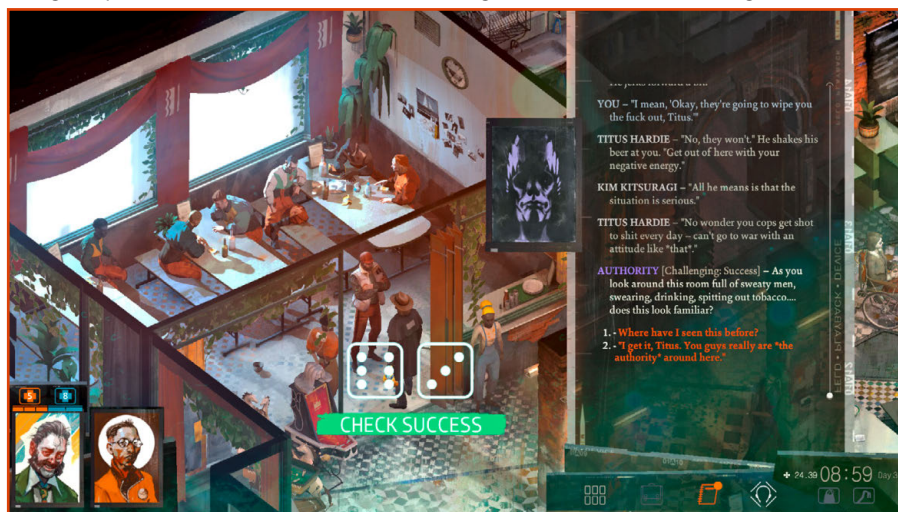 YOU – "I mean, 'Okay, they're going to wipe you
the fuck out, Titus.'"
TITUS HARDIE – "No, they won't." He shakes his
beer at you. "Get out of here with your
negative energy."
KIM KITSURAGI – "All he means is that the
situation is serious."
TITUS HARDIE – "No wonder you cops get shot
to shit every day – can't go to war with an
attitude like *that*."
AUTHORITY [Challenging: Success] – As you
look around this room full of sweaty men,
swearing, drinking, spitting out tobacco....
does this look familiar?
1. - Where have I seen this before?
2. - "I get it, Titus. You guys really are *the
authority* around here."
CHECK SUCCESS
5
8
+ 24.39 08:59 Day 3